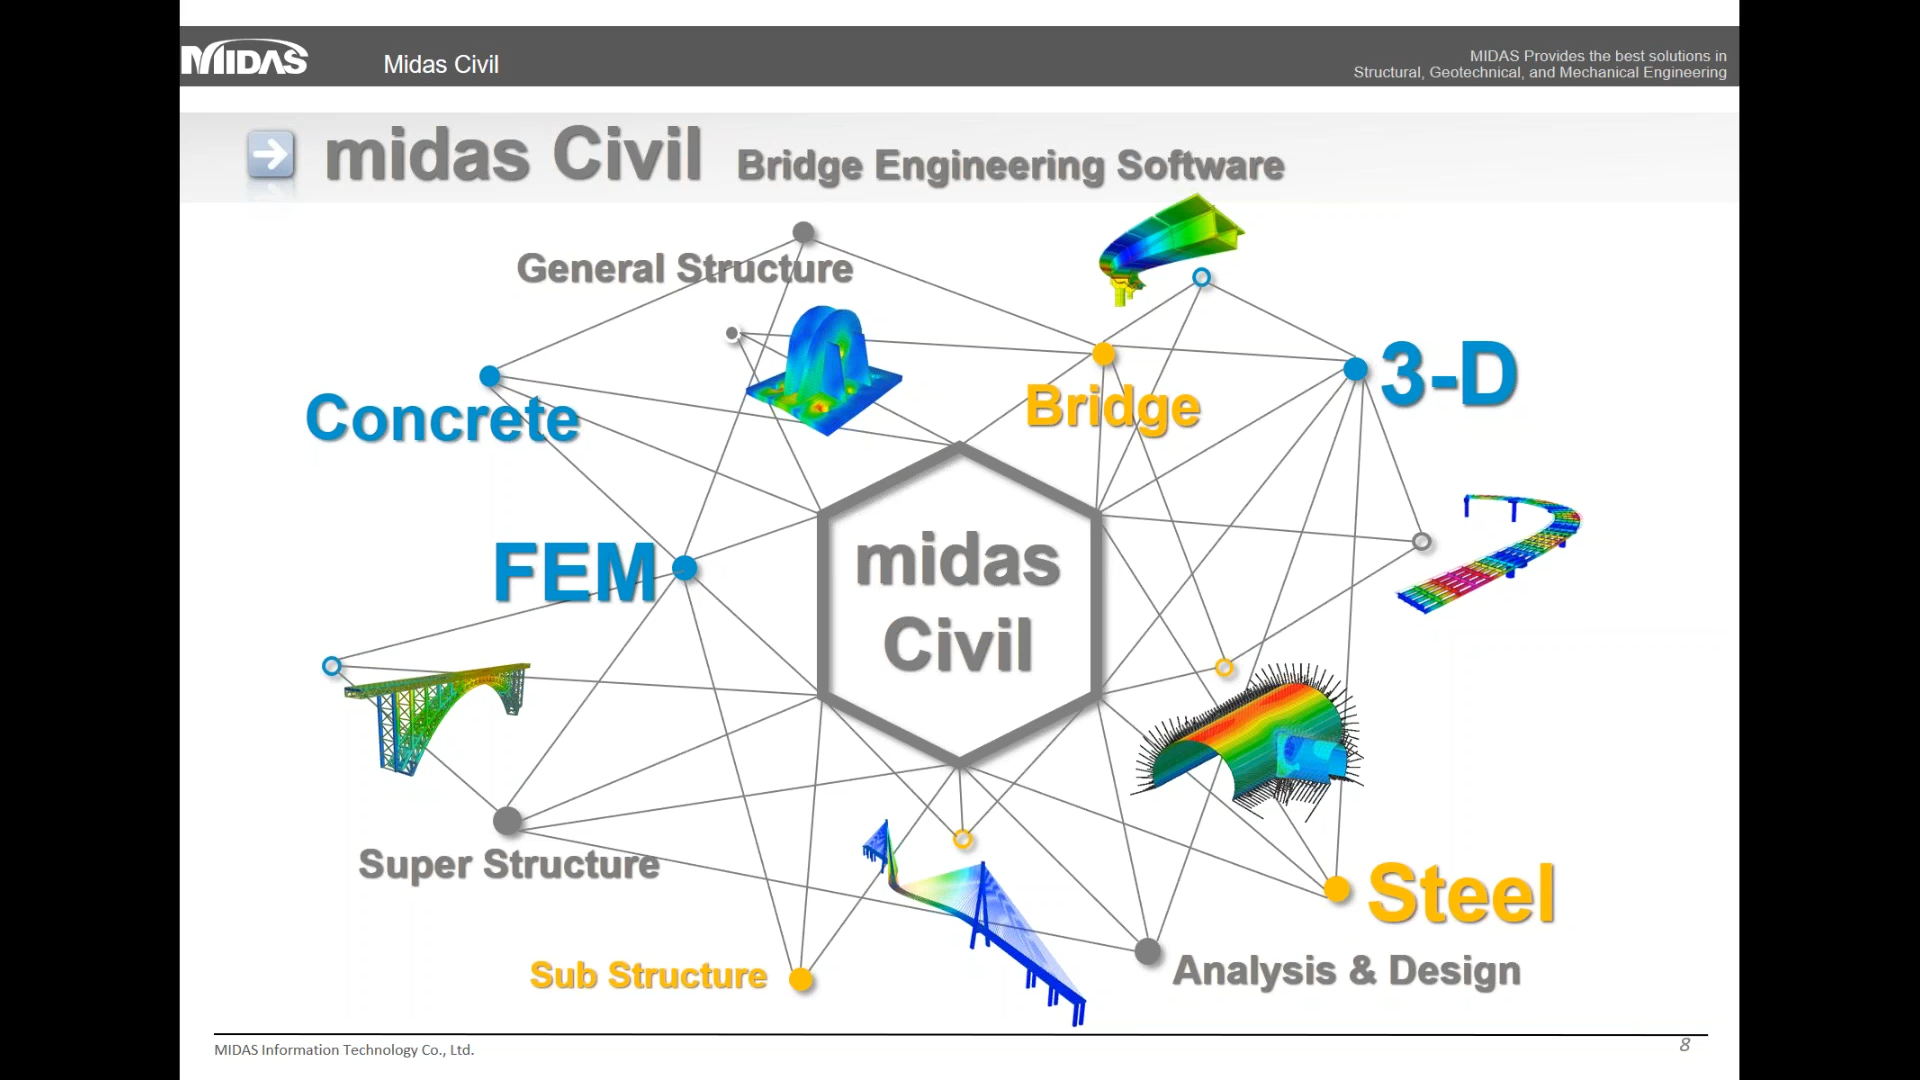 MIDAS
Midas Civil
MIDAS Provides the best solutions in
Structural, Geotechnical, and Mechanical Engineering
midas Civil Bridge Engineering Software
General Structure
3-D
Concrete
Bridge
midas
Civil
FEM
Super Structure
Steel
Sub Structure
Analysis & Design
MIDAS Information Technology Co., Ltd.
8